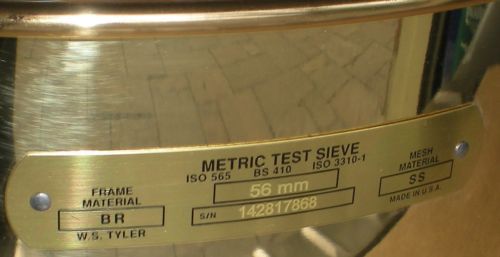 METRIC TEST SIEVE
ISO 565 BS 410 ISO 3310-1
FRAME MATERIAL
BR
W.S. TYLER
56 mm
S/N 142817868
MESH MATERIAL
SS
MADE IN U.S.A.